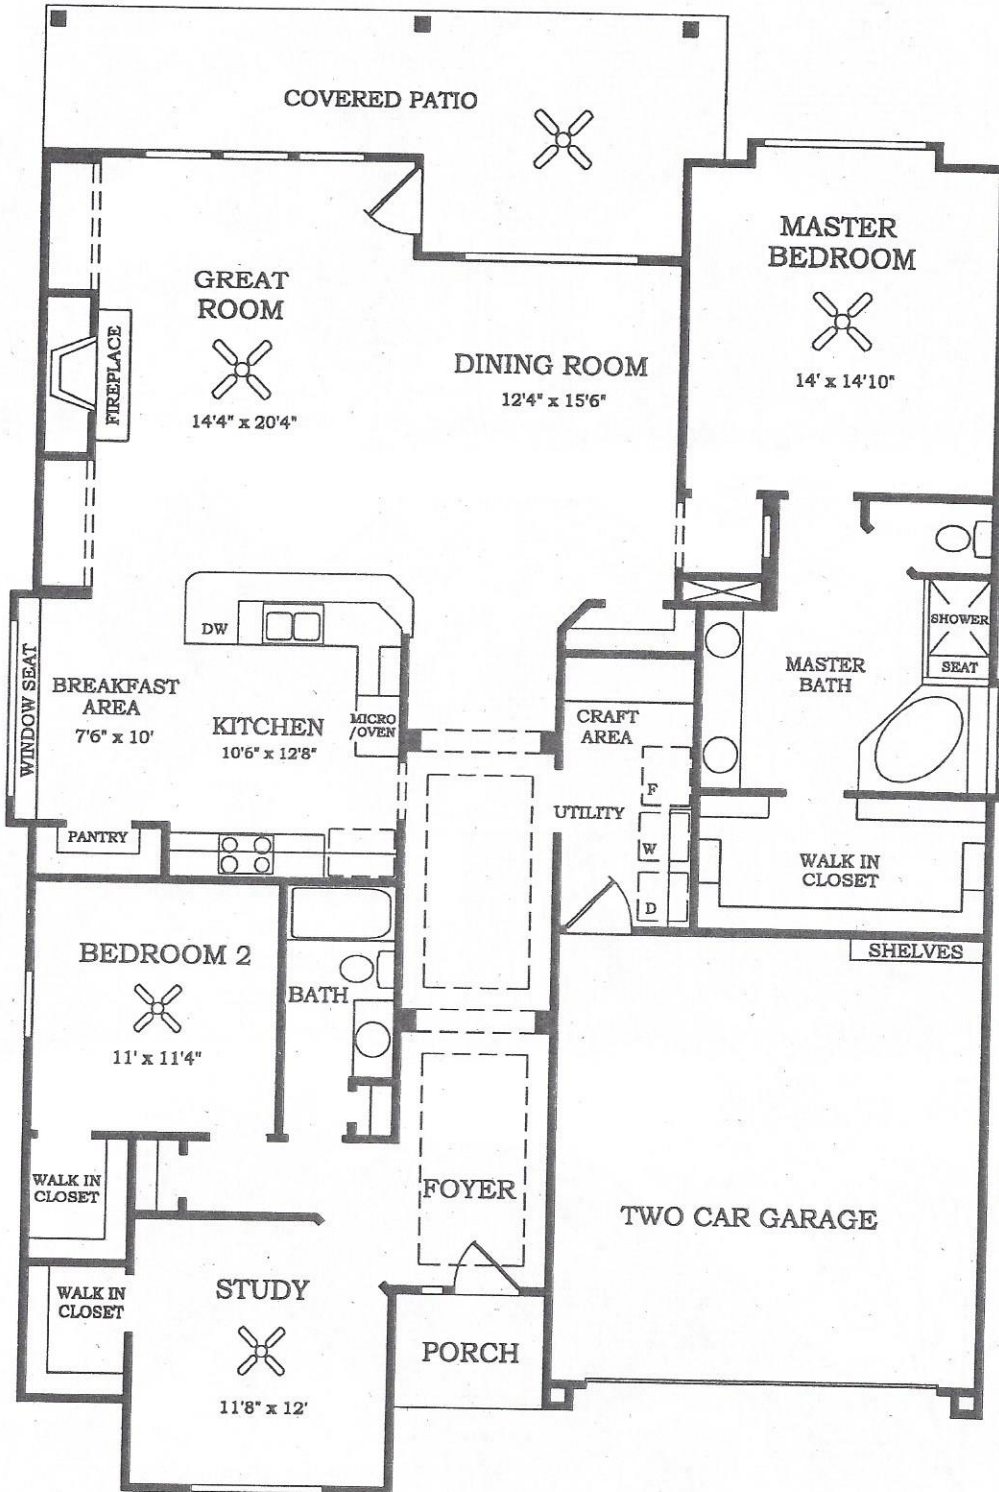 COVERED PATIO
MASTER
BEDROOM
14' x 14'10"
GREAT
ROOM
14'4" x 20'4"
FIREPLACE
DINING ROOM
12'4" x 15'6"
DW
SHOWER
SEAT
MASTER
BATH
WINDOW SEAT
BREAKFAST
AREA
7'6" x 10'
KITCHEN
10'6" x 12'8"
MICRO
/OVEN
CRAFT
AREA
F
UTILITY
W
D
PANTRY
WALK IN
CLOSET
SHELVES
BEDROOM 2
11' x 11'4"
BATH
WALK IN
CLOSET
FOYER
TWO CAR GARAGE
WALK IN
CLOSET
STUDY
11'8" x 12'
PORCH